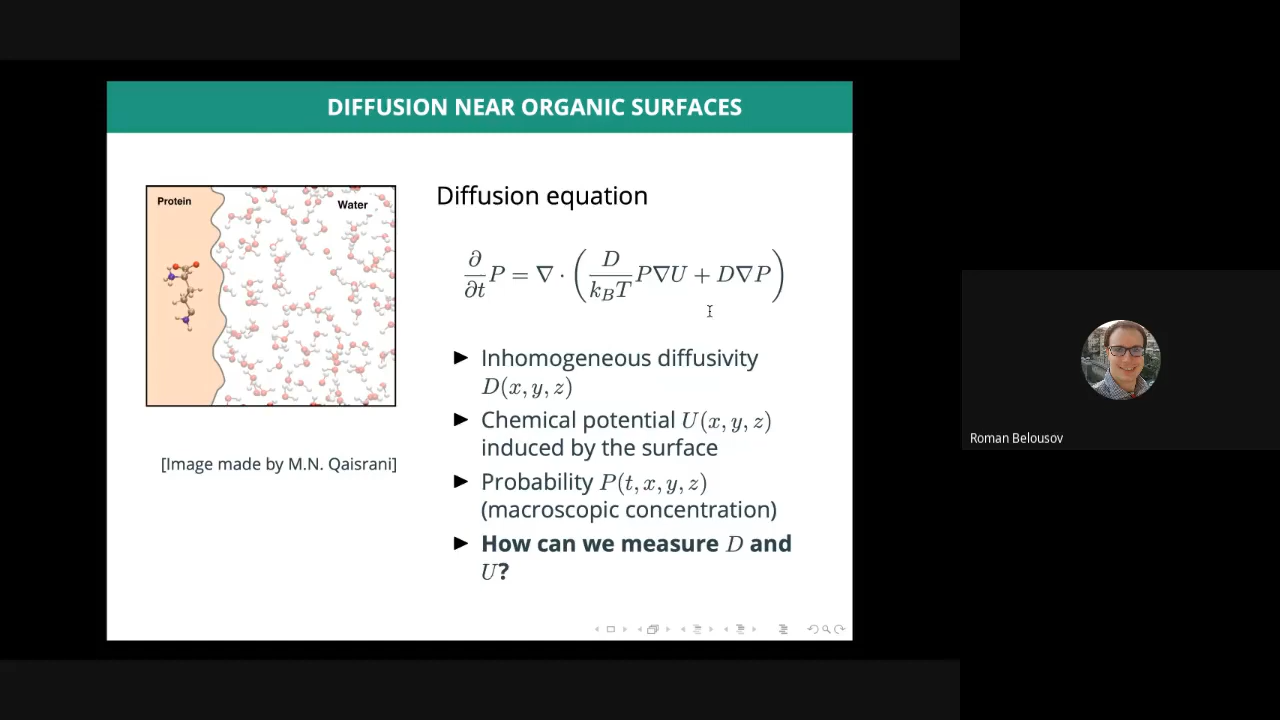 DIFFUSION NEAR ORGANIC SURFACES
Protein
Water
[Image made by M.N. Qaisrani]
Diffusion equation
∂/∂t P = ∇ · ( D/k_BT P∇U + D∇P )
► Inhomogeneous diffusivity
D(x, y, z)
► Chemical potential U(x, y, z)
induced by the surface
► Probability P(t, x, y, z)
(macroscopic concentration)
► How can we measure D and
U?
Roman Belousov